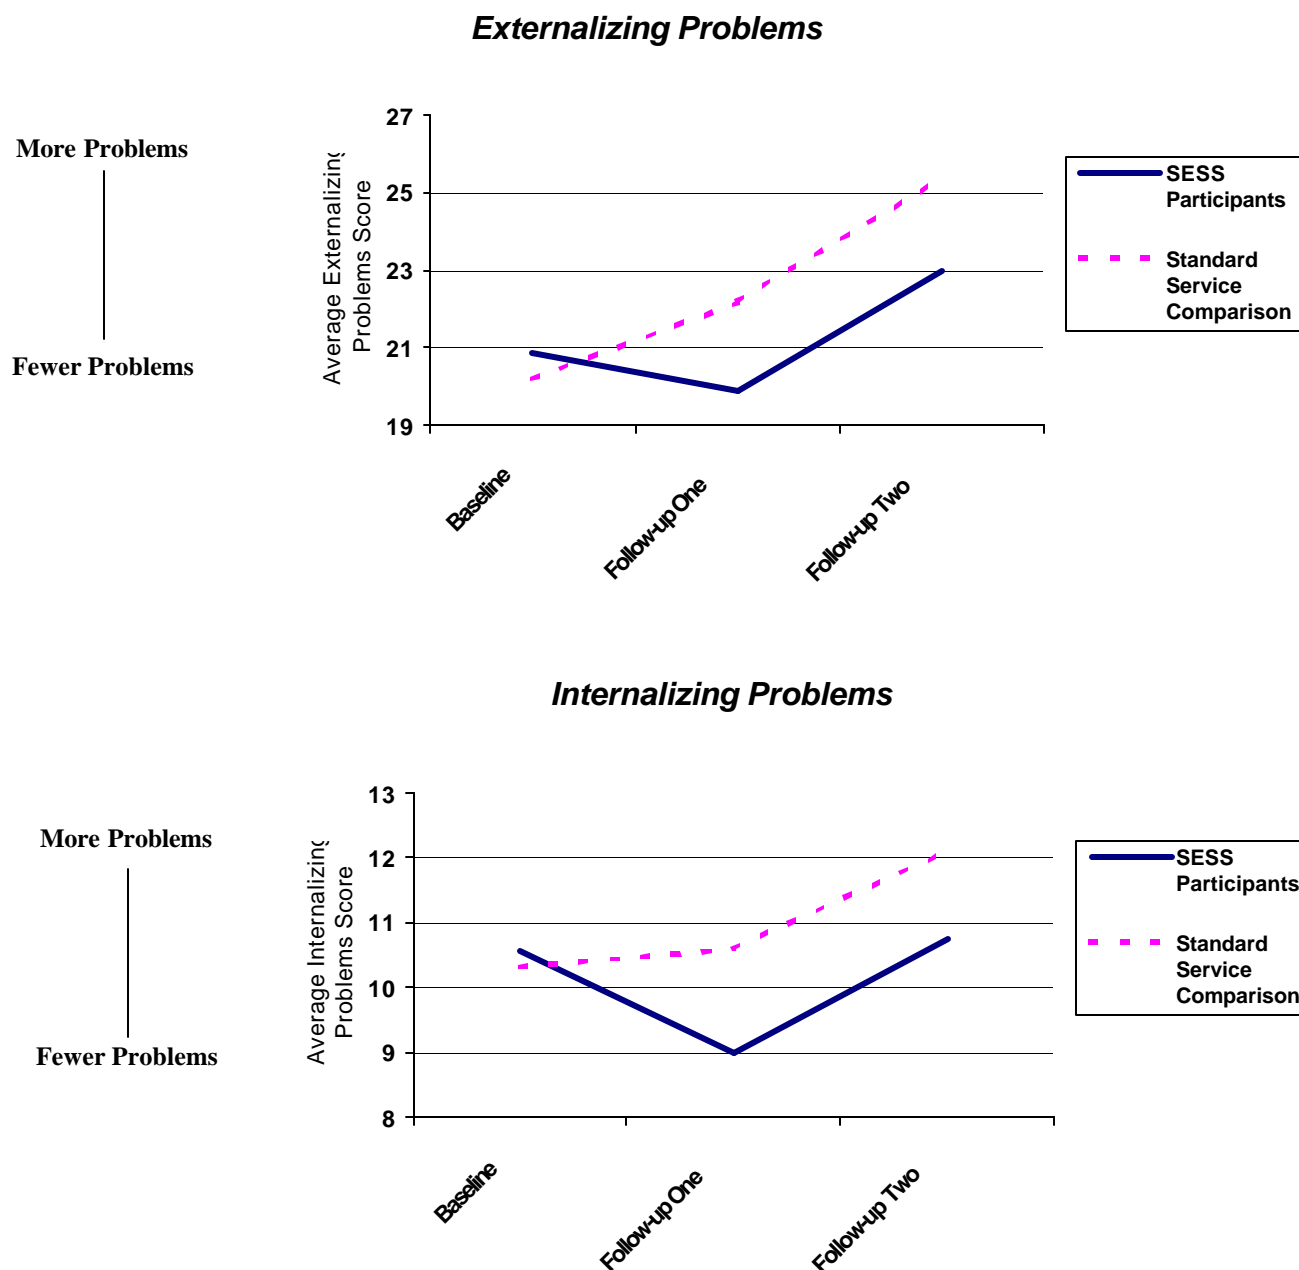 Externalizing Problems
27
25
23
21
19
More Problems
Fewer Problems
Average Externalizing
Problems Score
SESS
Participants
Standard
Service
Comparison
Baseline
Follow-up One
Follow-up Two
Internalizing Problems
13
12
11
10
9
8
More Problems
Fewer Problems
Average Internalizing
Problems Score
SESS
Participants
Standard
Service
Comparison
Baseline
Follow-up One
Follow-up Two